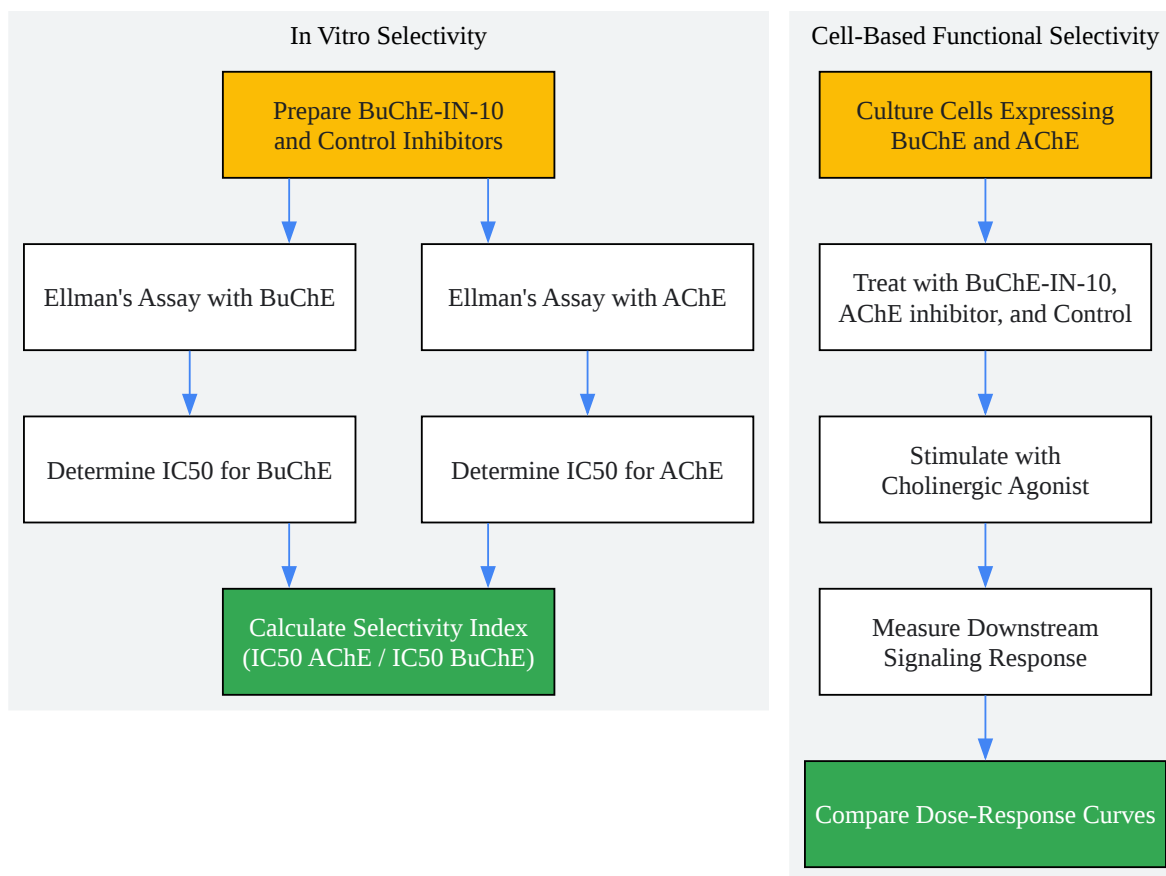 In Vitro Selectivity
Prepare BuChE-IN-10
and Control Inhibitors
Ellman's Assay with BuChE
Ellman's Assay with AChE
Determine IC50 for BuChE
Determine IC50 for AChE
Calculate Selectivity Index
(IC50 AChE / IC50 BuChE)
Cell-Based Functional Selectivity
Culture Cells Expressing
BuChE and AChE
Treat with BuChE-IN-10,
AChE inhibitor, and Control
Stimulate with
Cholinergic Agonist
Measure Downstream
Signaling Response
Compare Dose-Response Curves